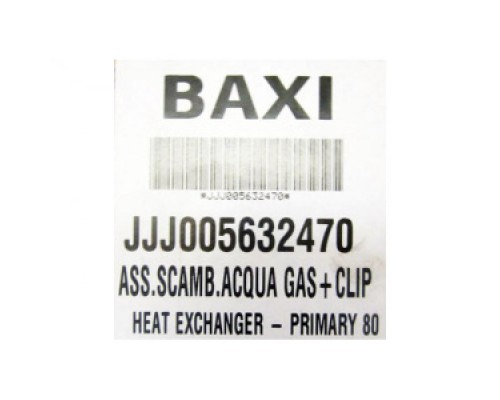 BAXI
*JJJ005632470*
JJJ005632470
ASS.SCAMB.ACQUA GAS+CLIP
HEAT EXCHANGER - PRIMARY 80